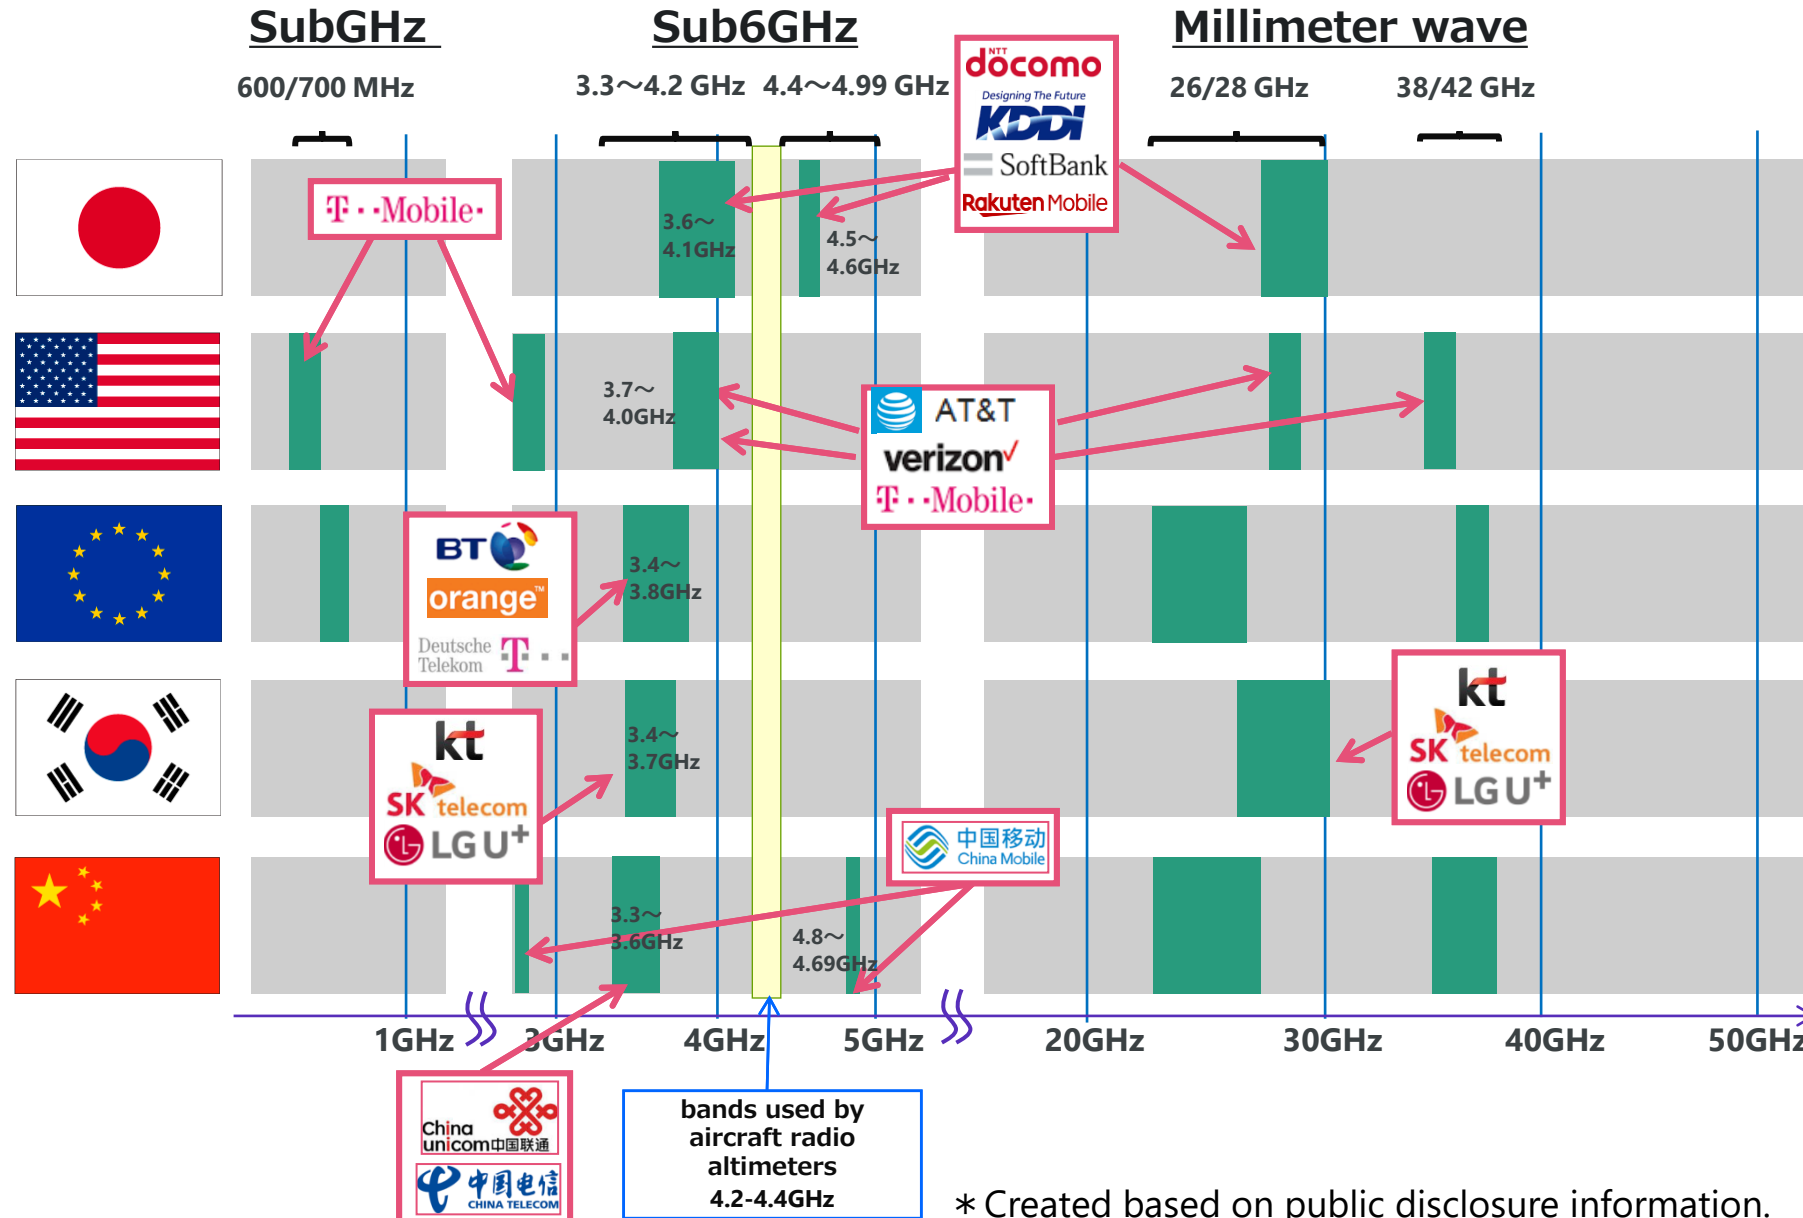 SubGHz
Sub6GHz
Millimeter wave
600/700 MHz
3.3～4.2 GHz
4.4～4.99 GHz
26/28 GHz
38/42 GHz
NTT
döcomo
Designing The Future
KDDI
SoftBank
Rakuten Mobile
T··Mobile·
3.6～
4.1GHz
4.5～
4.6GHz
3.7～
4.0GHz
AT&T
verizon✓
T··Mobile·
BT
orange™
Deutsche
Telekom T···
3.4～
3.8GHz
kt
SK telecom
LG U+
3.4～
3.7GHz
kt
SK telecom
LG U+
中国移动
China Mobile
3.3～
3.6GHz
4.8～
4.69GHz
1GHz
3GHz
4GHz
5GHz
20GHz
30GHz
40GHz
50GHz
China
unicom中国联通
中国电信
CHINA TELECOM
bands used by
aircraft radio
altimeters
4.2-4.4GHz
＊Created based on public disclosure information.